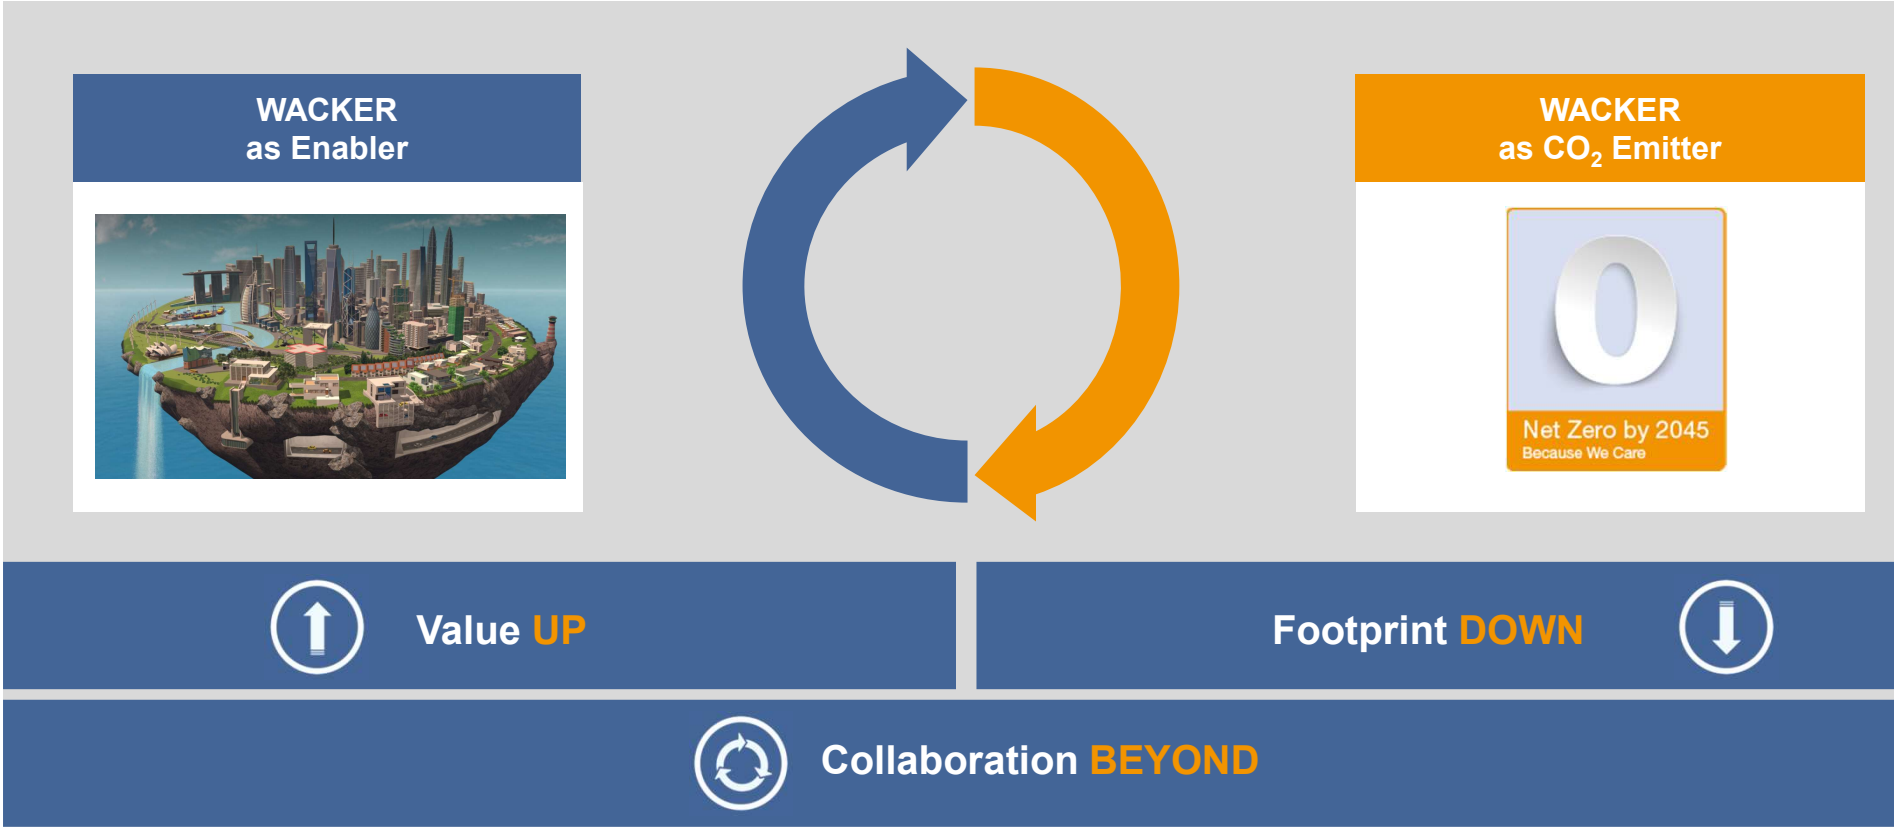 WACKER
as Enabler
WACKER
as CO₂ Emitter
0
Net Zero by 2045
Because We Care
Value UP
Footprint DOWN
Collaboration BEYOND